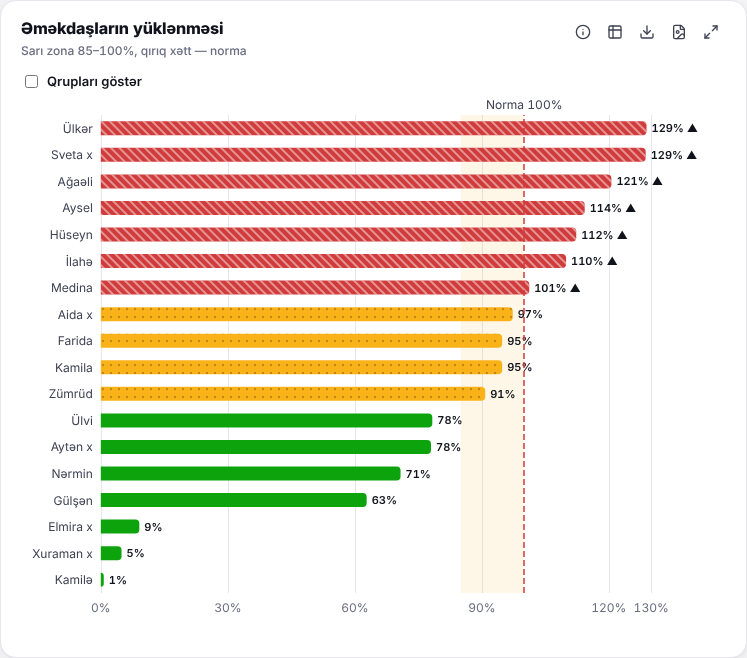 Əməkdaşların yüklənməsi
Sarı zona 85–100%, qırıq xətt — norma
Qrupları göstər
Norma 100%
Ülkər 129% ▲
Sveta x 129% ▲
Ağaəli 121% ▲
Aysel 114% ▲
Hüseyn 112% ▲
İlahə 110% ▲
Medina 101% ▲
Aida x 97%
Farida 95%
Kamila 95%
Zümrüd 91%
Ülvi 78%
Aytən x 78%
Nərmin 71%
Gülşən 63%
Elmira x 9%
Xuraman x 5%
Kamilə 1%
0% 30% 60% 90% 120% 130%